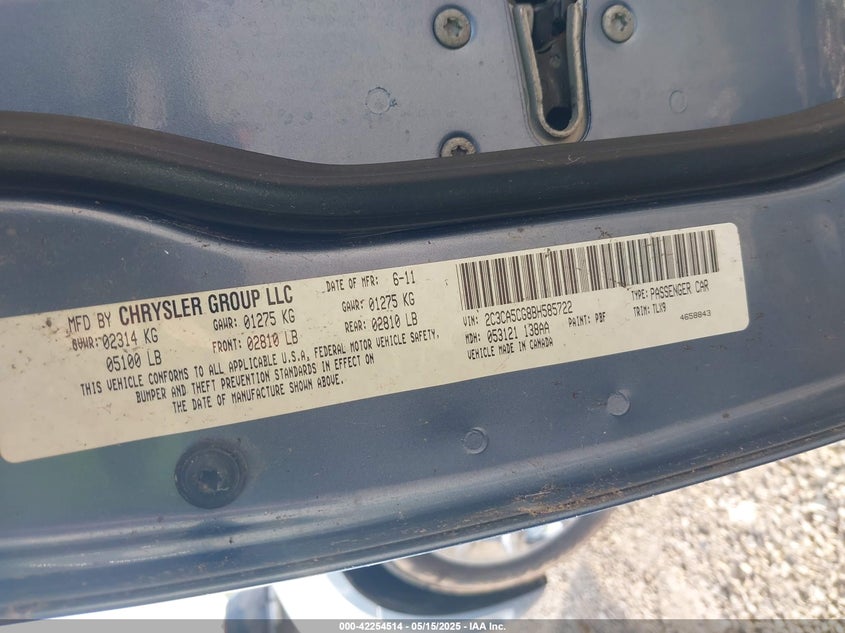 MFD BY CHRYSLER GROUP LLC
DATE OF MFR: 6-11
GVWR: 02314 KG
05100 LB
GAWR: 01275 KG
FRONT: 02810 LB
GAWR: 01275 KG
REAR: 02810 LB
THIS VEHICLE CONFORMS TO ALL APPLICABLE U.S.A. FEDERAL MOTOR VEHICLE SAFETY,
BUMPER AND THEFT PREVENTION STANDARDS IN EFFECT ON
THE DATE OF MANUFACTURE SHOWN ABOVE.
VIN: 2C3CA5CG8BH585722
TYPE: PASSENGER CAR
MDH: 053121 138AA
PAINT: PBF
TRIM: TLX9
VEHICLE MADE IN CANADA
4658843
000-42254514 - 05/15/2025 - IAA Inc.